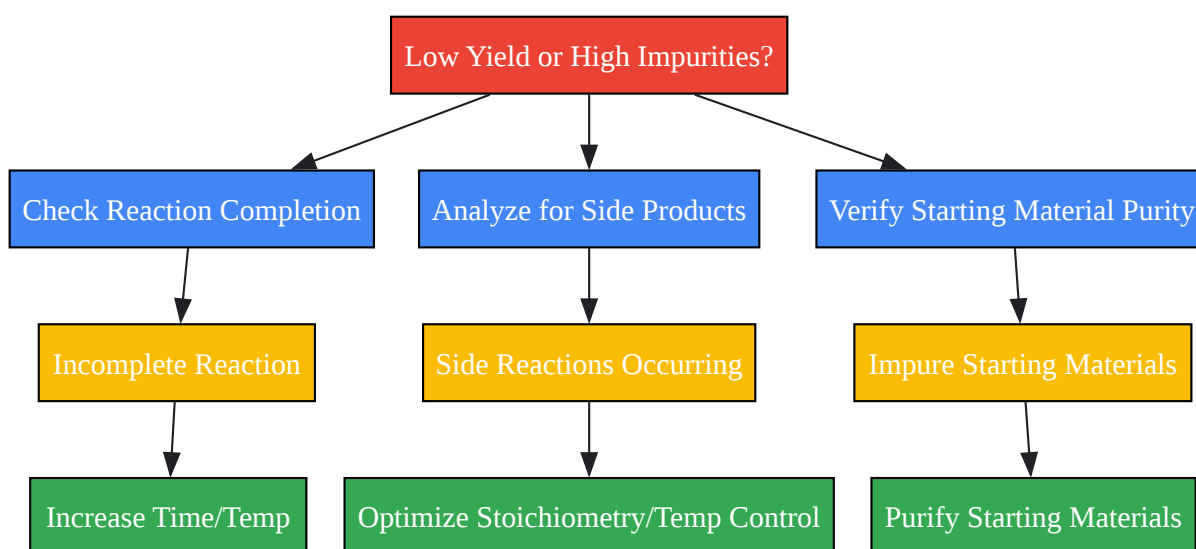 Low Yield or High Impurities?
Check Reaction Completion
Analyze for Side Products
Verify Starting Material Purity
Incomplete Reaction
Side Reactions Occurring
Impure Starting Materials
Increase Time/Temp
Optimize Stoichiometry/Temp Control
Purify Starting Materials